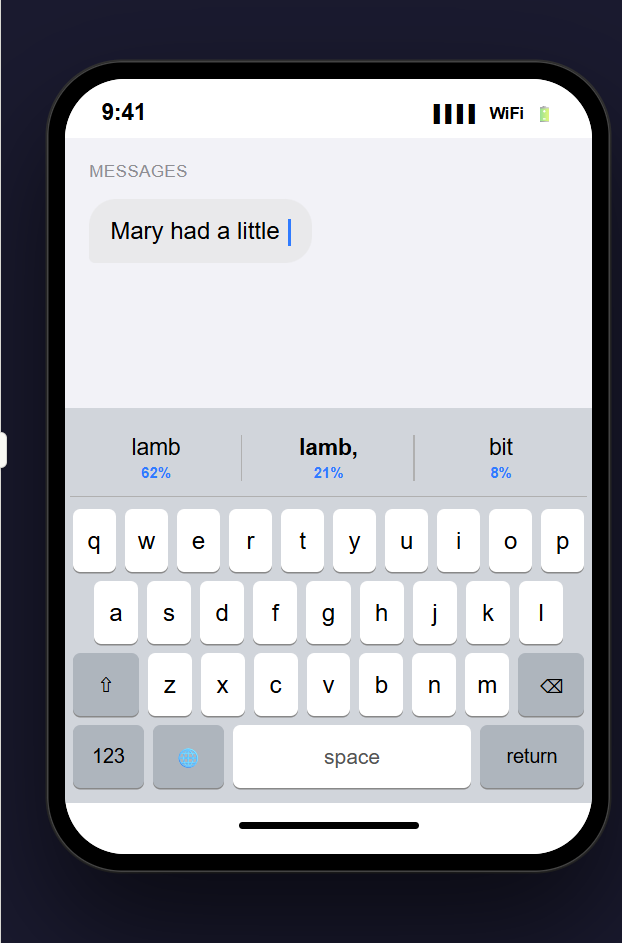 9:41 WiFi
MESSAGES
Mary had a little
lamb lamb, bit
62% 21% 8%
q w e r t y u i o p
a s d f g h j k l
⇧ z x c v b n m ⌫
123 🌐 space return